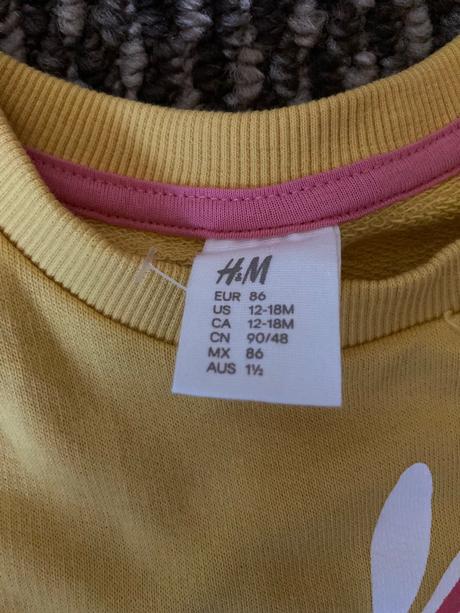 H&M
EUR 86
US 12-18M
CA 12-18M
CN 90/48
MX 86
AUS 1½